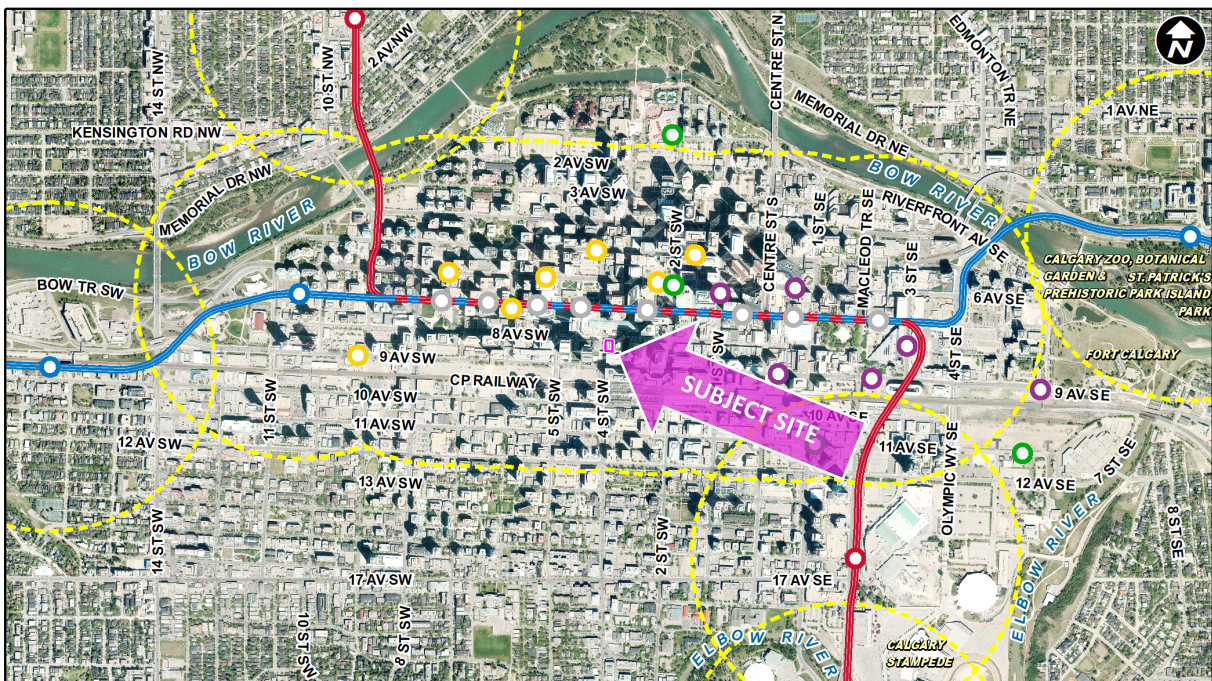 N
14 ST NW
10 ST NW
2 AV NW
CENTRE ST N
EDMONTON TR NE
1 AV NE
KENSINGTON RD NW
MEMORIAL DR NE
MEMORIAL DR NW
2 AV SW
3 AV SW
BOW RIVER
BOW RIVER
RIVERFRONT AV SE
2 ST SW
CENTRE ST S
1 ST SE
MACLEOD TR SE
3 ST SE
CALGARY ZOO, BOTANICAL
GARDEN & ST. PATRICK'S
PREHISTORIC PARK ISLAND
PARK
BOW TR SW
6 AV SE
8 AV SW
9 AV SW
FORT CALGARY
CP RAILWAY
4 ST SE
9 AV SE
10 AV SW
SUBJECT SITE
10 AV SE
11 ST SW
5 ST SW
4 ST SW
11 AV SW
12 AV SW
11 AV SE
OLYMPIC WY SE
13 AV SW
12 AV SE
7 ST SE
14 ST SW
2 ST SW
8 ST SE
17 AV SW
17 AV SE
ELBOW RIVER
10 ST SW
8 ST SW
ELBOW RIVER
CALGARY
STAMPEDE